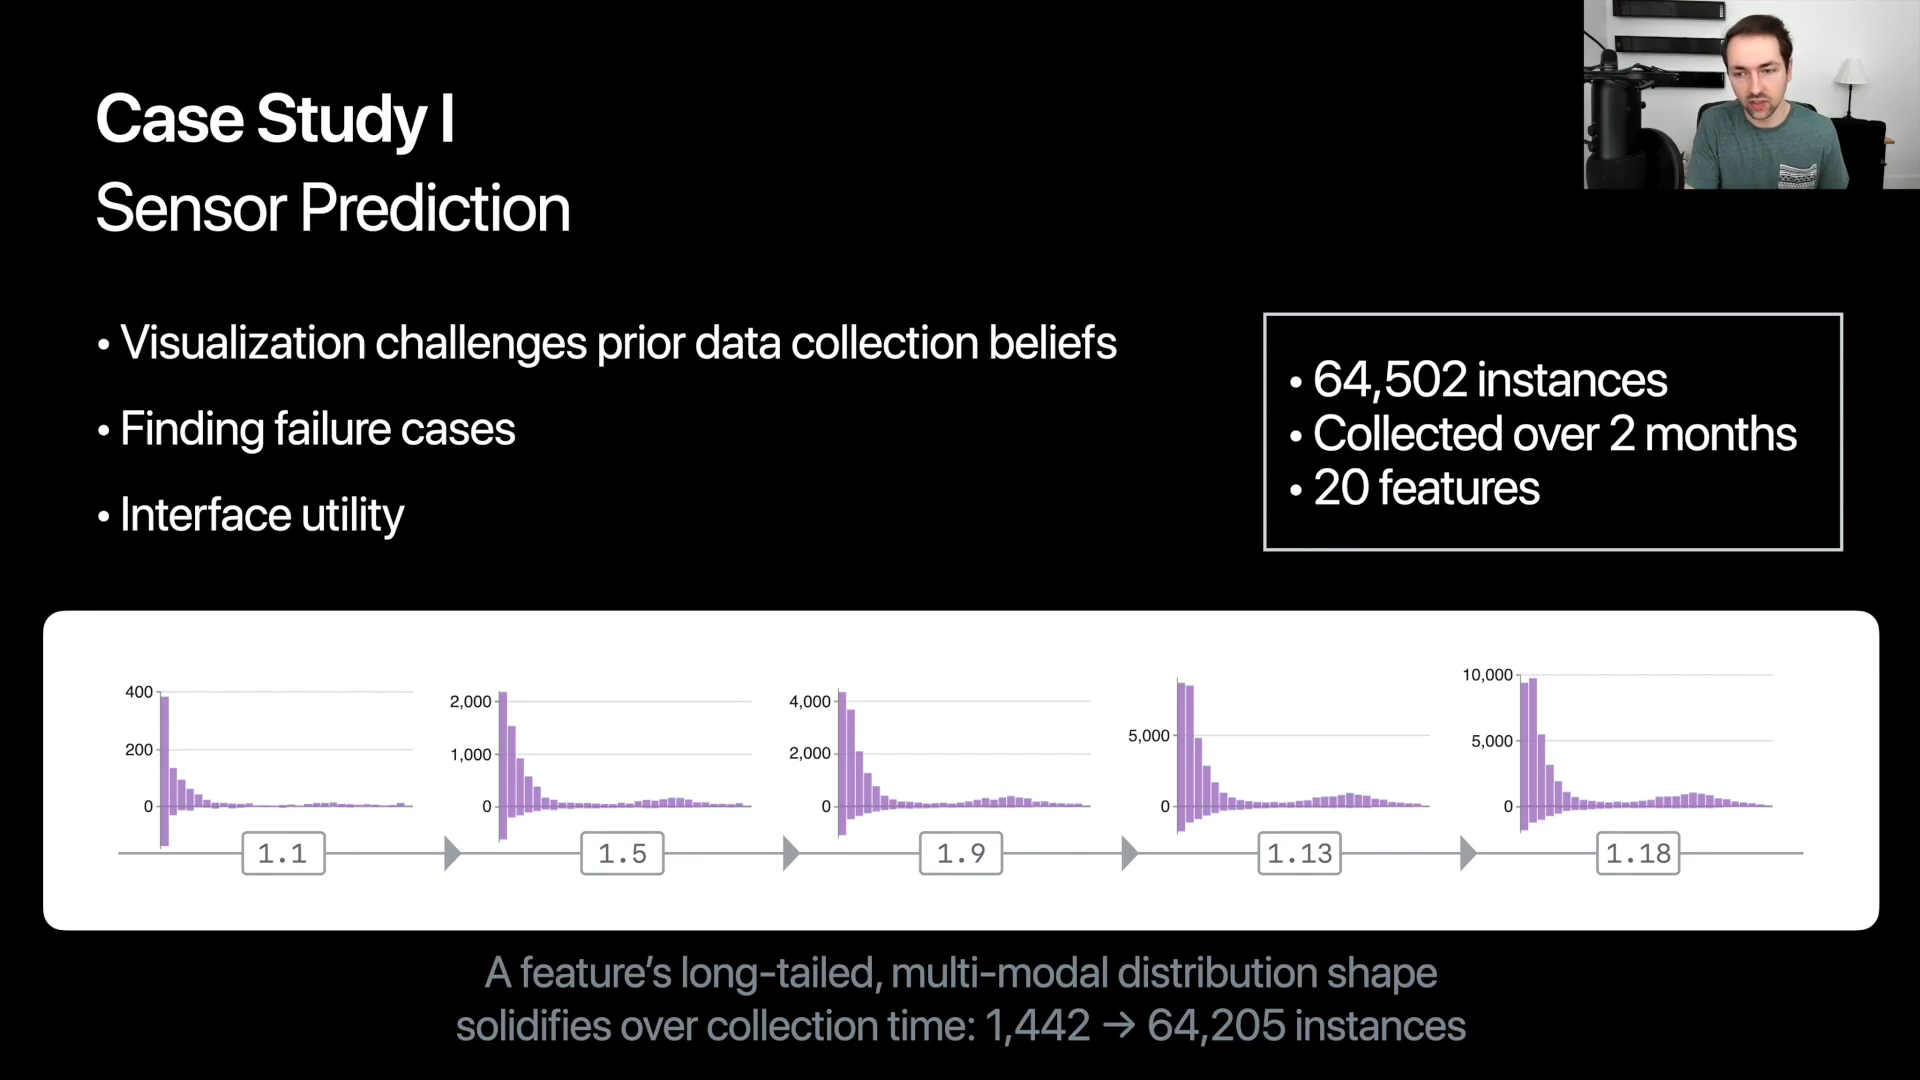 Case Study I
Sensor Prediction
• Visualization challenges prior data collection beliefs
• Finding failure cases
• Interface utility
• 64,502 instances
• Collected over 2 months
• 20 features
400
200
0
1.1
2,000
1,000
0
1.5
4,000
2,000
0
1.9
5,000
0
1.13
10,000
5,000
0
1.18
A feature’s long-tailed, multi-modal distribution shape
solidifies over collection time: 1,442 → 64,205 instances